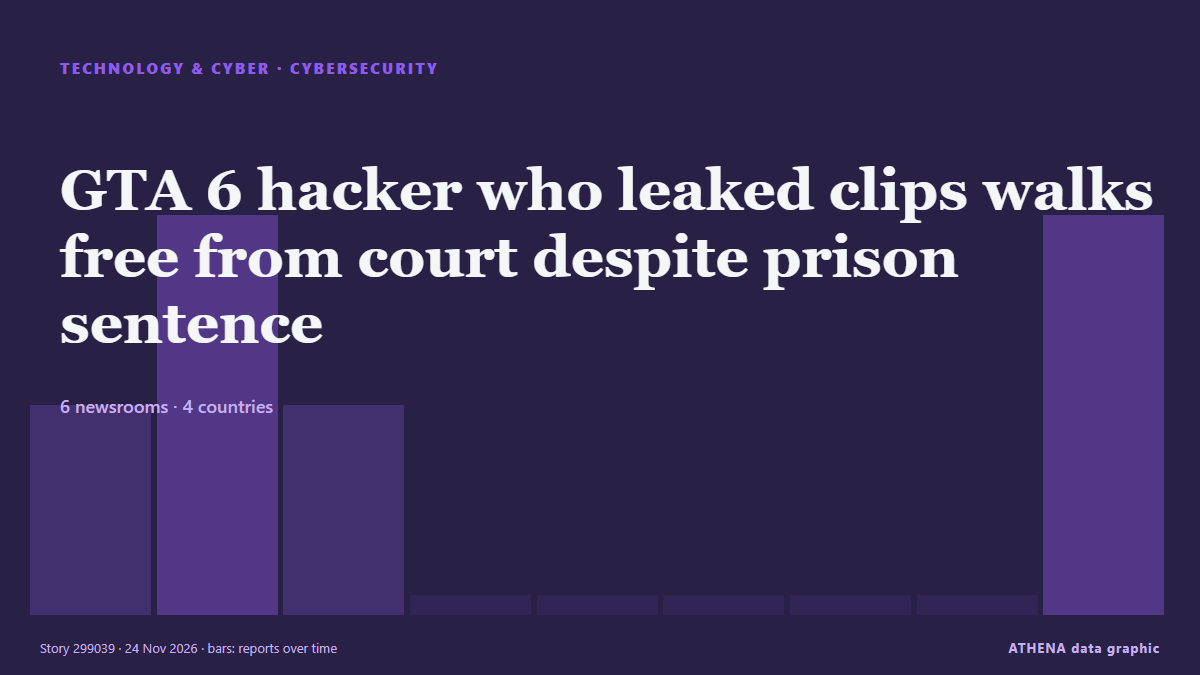 TECHNOLOGY & CYBER · CYBERSECURITY
GTA 6 hacker who leaked clips walks
free from court despite prison
sentence
6 newsrooms · 4 countries
Story 299039 · 24 Nov 2026 · bars: reports over time
ATHENA data graphic